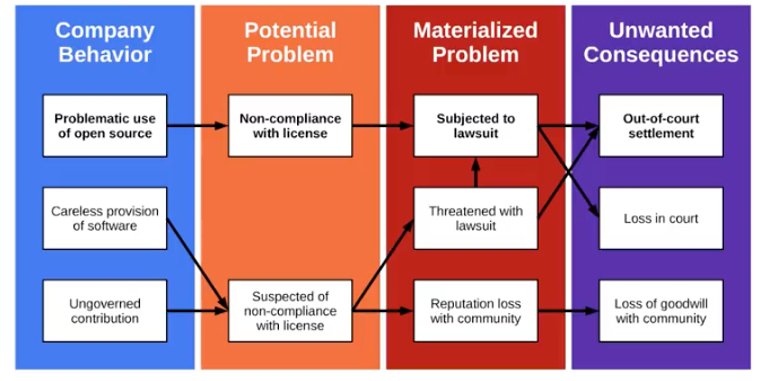 Company
Behavior
Potential
Problem
Materialized
Problem
Unwanted
Consequences
Problematic use
of open source
Non-compliance
with license
Subjected to
lawsuit
Out-of-court
settlement
Careless provision
of software
Threatened with
lawsuit
Loss in court
Ungoverned
contribution
Suspected of
non-compliance
with license
Reputation loss
with community
Loss of goodwill
with community